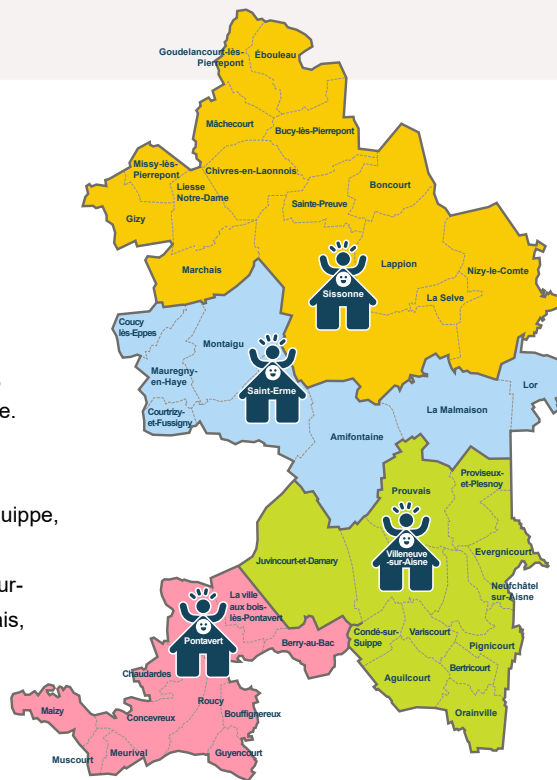 Goudelancourt-lès-
Pierrepont
Ébouleau
Mâchecourt
Bucy-lès-Pierrepont
Missy-lès-
Pierrepont
Chivres-en-Laonnois
Liesse
Notre-Dame
Boncourt
Sainte-Preuve
Gizy
Marchais
Lappion
Nizy-le-Comte
Sissonne
La Selve
Coucy
lès-Eppes
Montaigu
Mauregny-
en-Haye
Saint-Erme
Lor
e.
Courtrizy-
et-Fussigny
La Malmaison
Amifontaine
Proviseux-
et-Plesnoy
Prouvais
uippe,
Evergnicourt
Juvincourt-et-Damary
Villeneuve
-sur-Aisne
ur-
Neufchâtel
sur-Aisne
ais,
La ville
aux bois-
lès-Pontavert
Pontavert
Berry-au-Bac
Condé-sur-
Suippe
Variscourt
Pignicourt
Chaudardes
Aguilcourt
Bertricourt
Roucy
Maizy
Concevreux
Bouffignereux
Orainville
Muscourt
Meurival
Guyencourt